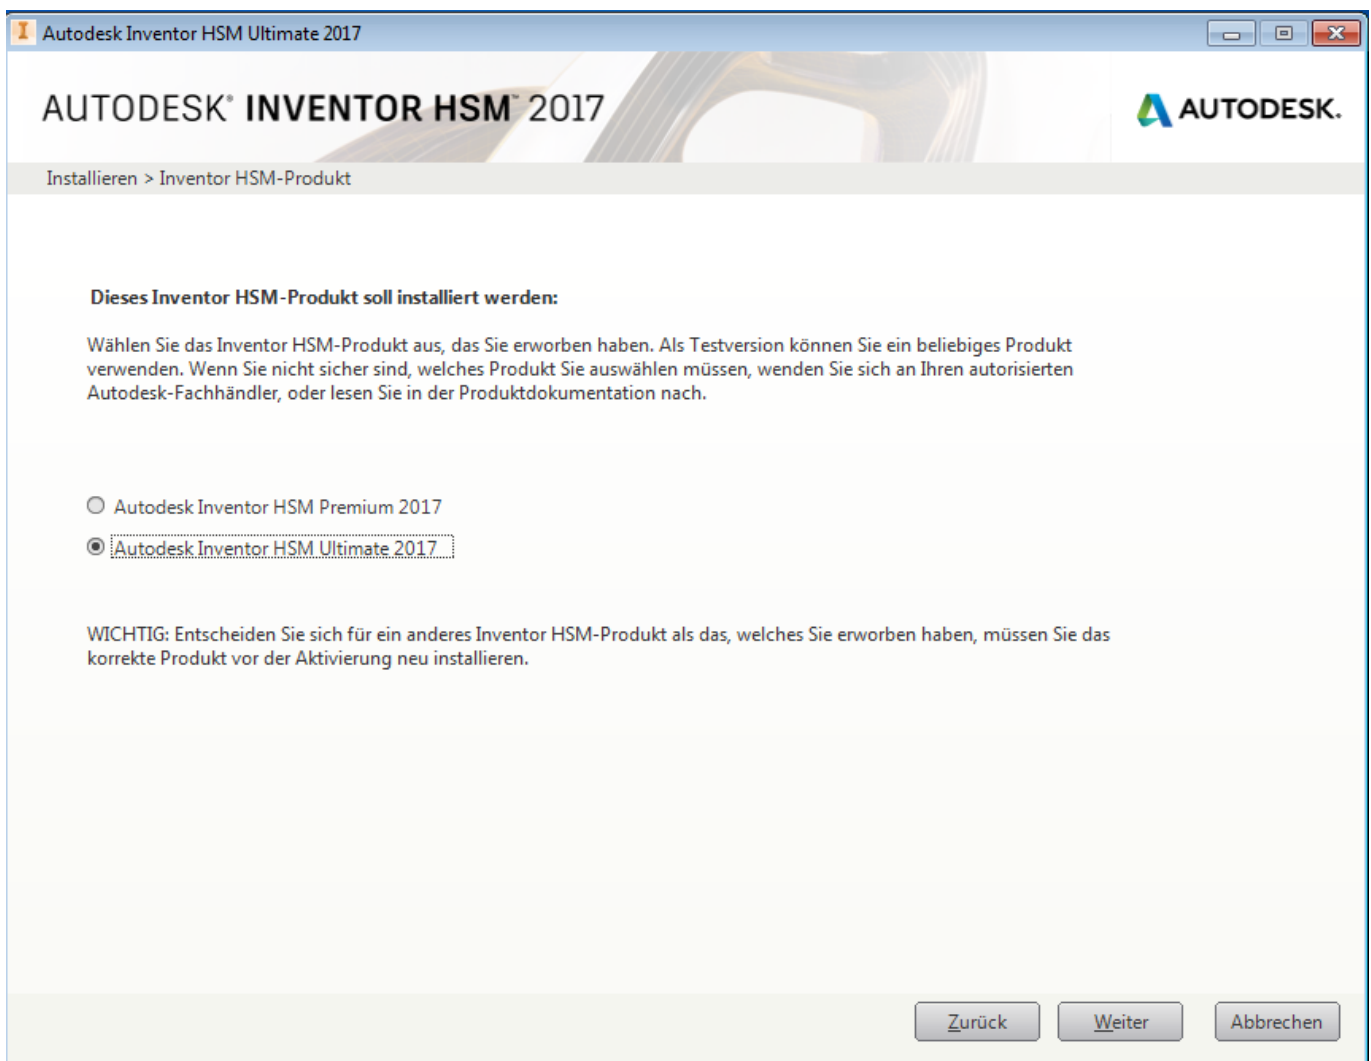 Autodesk Inventor HSM Ultimate 2017
AUTODESK® INVENTOR HSM™ 2017
AUTODESK.
Installieren > Inventor HSM-Produkt
Dieses Inventor HSM-Produkt soll installiert werden:
Wählen Sie das Inventor HSM-Produkt aus, das Sie erworben haben. Als Testversion können Sie ein beliebiges Produkt
verwenden. Wenn Sie nicht sicher sind, welches Produkt Sie auswählen müssen, wenden Sie sich an Ihren autorisierten
Autodesk-Fachhändler, oder lesen Sie in der Produktdokumentation nach.
Autodesk Inventor HSM Premium 2017
Autodesk Inventor HSM Ultimate 2017
WICHTIG: Entscheiden Sie sich für ein anderes Inventor HSM-Produkt als das, welches Sie erworben haben, müssen Sie das
korrekte Produkt vor der Aktivierung neu installieren.
Zurück
Weiter
Abbrechen